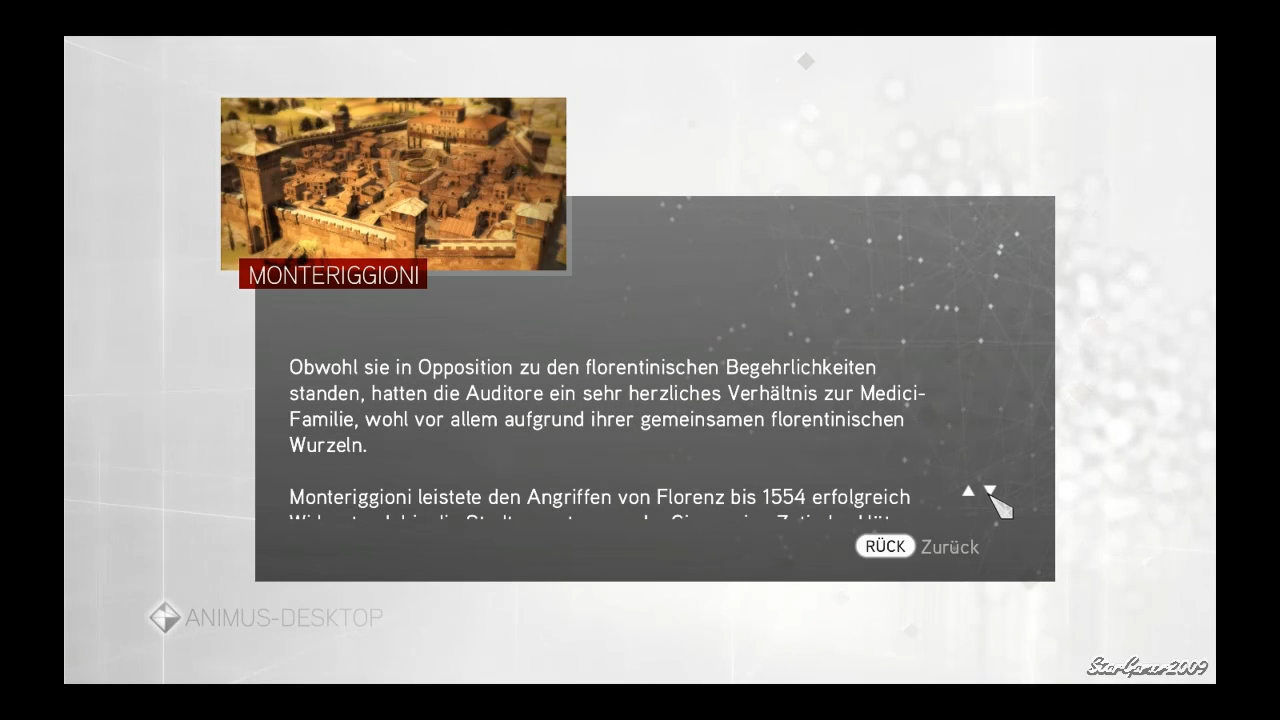 MONTERIGGIONI
Obwohl sie in Opposition zu den florentinischen Begehrlichkeiten
standen, hatten die Auditore ein sehr herzliches Verhältnis zur Medici-
Familie, wohl vor allem aufgrund ihrer gemeinsamen florentinischen
Wurzeln.
Monteriggioni leistete den Angriffen von Florenz bis 1554 erfolgreich
RÜCK Zurück
ANIMUS-DESKTOP